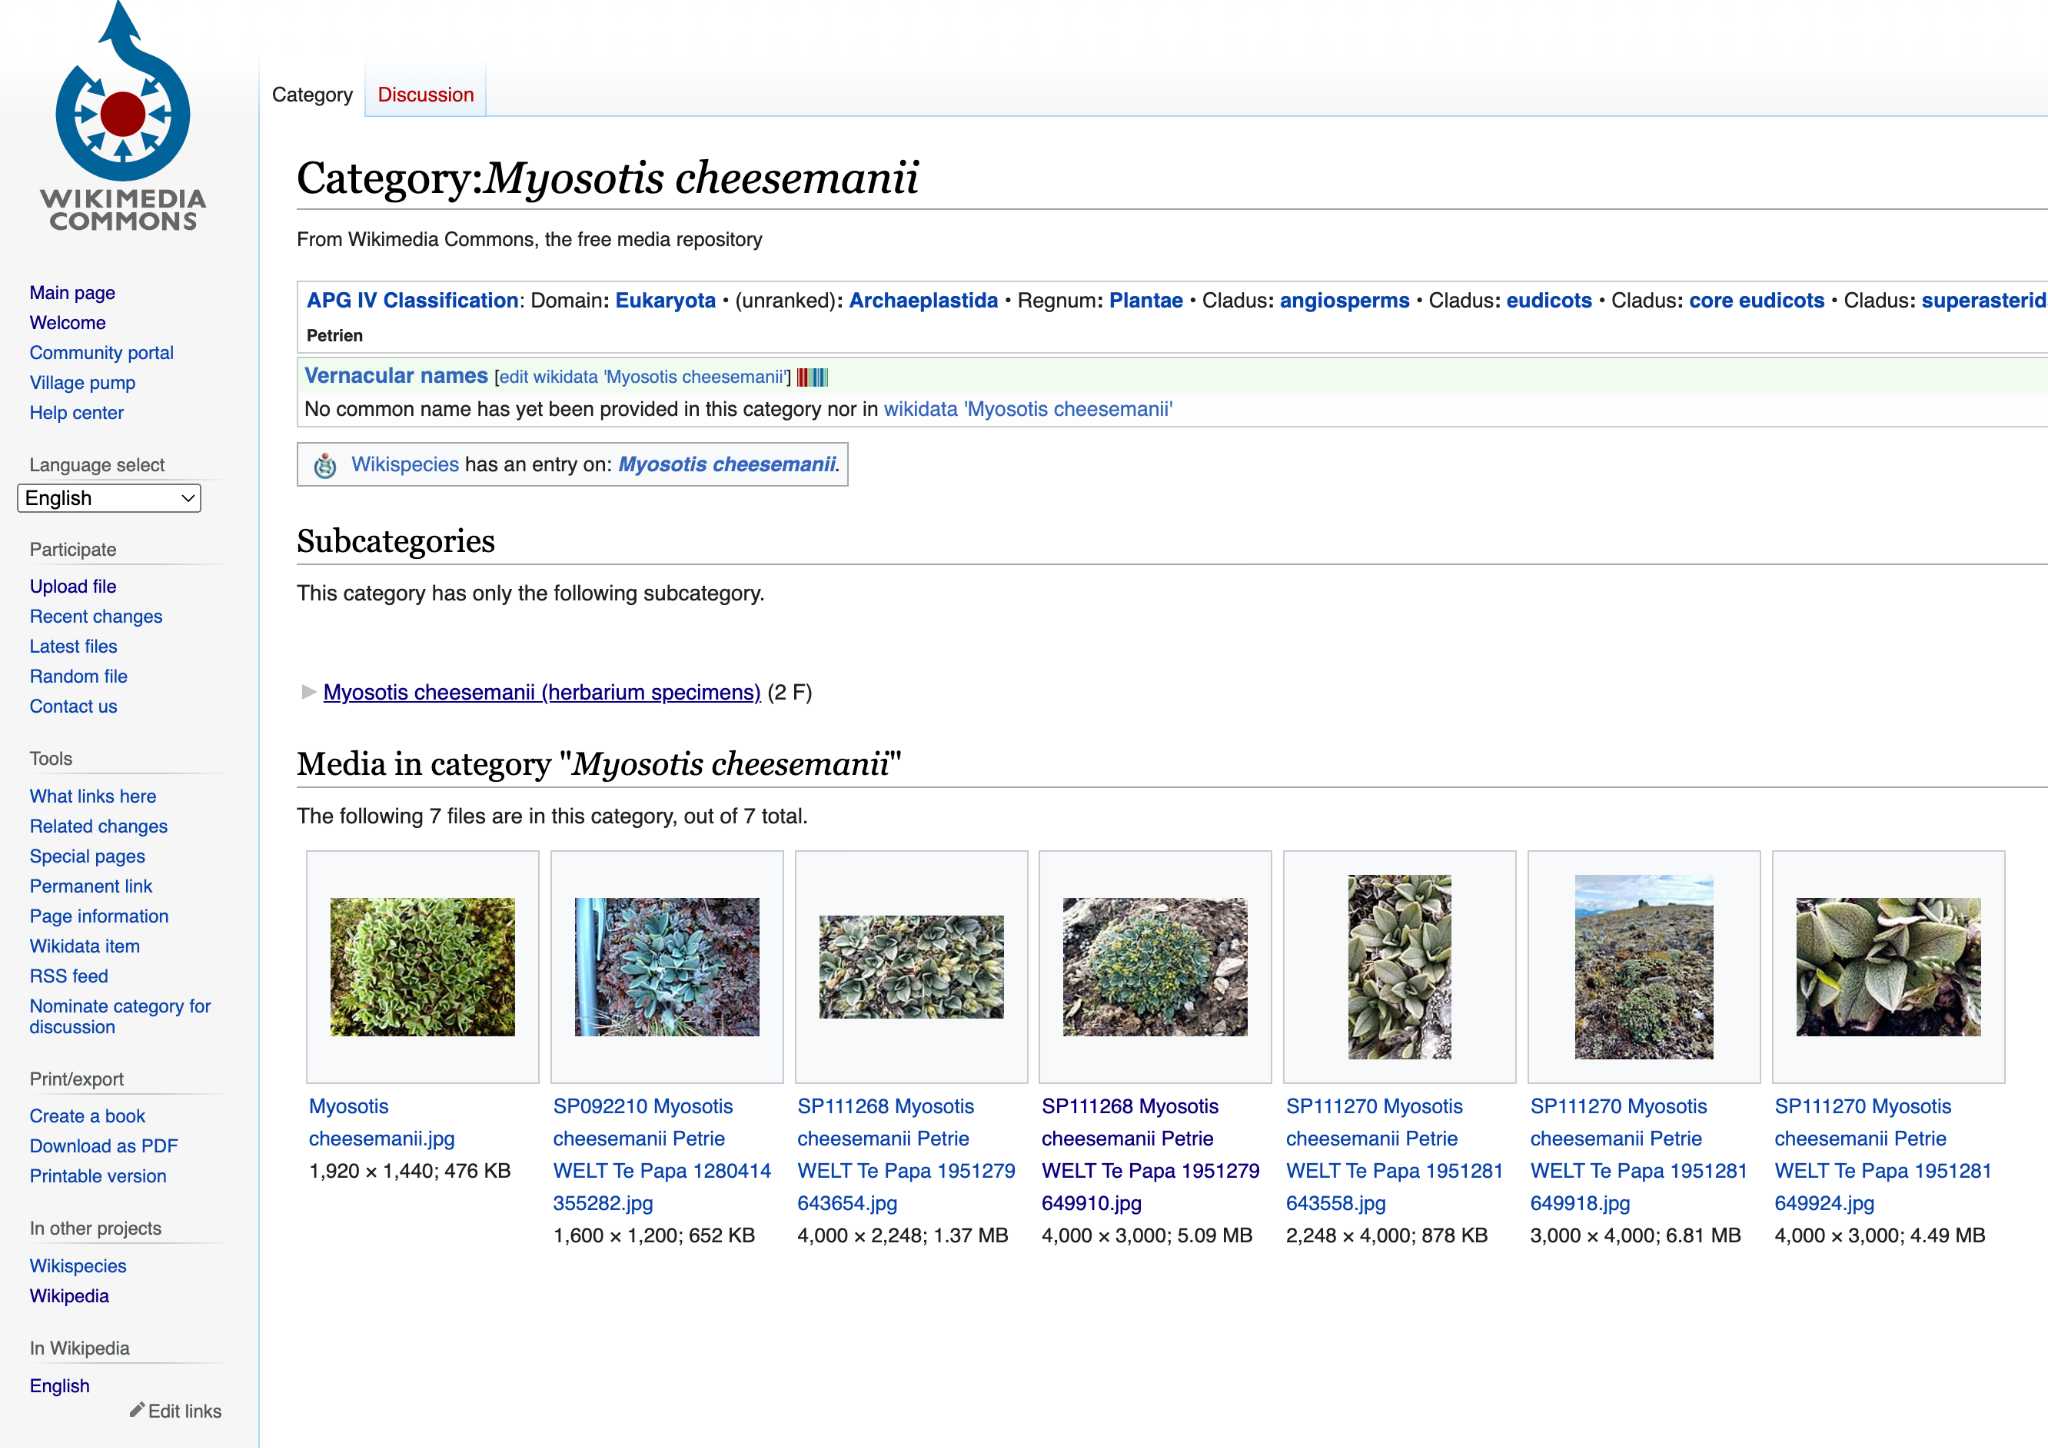 WIKIMEDIA
COMMONS
Main page
Welcome
Community portal
Village pump
Help center
Language select
English
Participate
Upload file
Recent changes
Latest files
Random file
Contact us
Tools
What links here
Related changes
Special pages
Permanent link
Page information
Wikidata item
RSS feed
Nominate category for
discussion
Print/export
Create a book
Download as PDF
Printable version
In other projects
Wikispecies
Wikipedia
In Wikipedia
English
Edit links
Category Discussion
Category:Myosotis cheesemanii
From Wikimedia Commons, the free media repository
APG IV Classification: Domain: Eukaryota • (unranked): Archaeplastida • Regnum: Plantae • Cladus: angiosperms • Cladus: eudicots • Cladus: core eudicots • Cladus: superasterid
Petrien
Vernacular names [edit wikidata 'Myosotis cheesemanii']
No common name has yet been provided in this category nor in wikidata 'Myosotis cheesemanii'
Wikispecies has an entry on: Myosotis cheesemanii.
Subcategories
This category has only the following subcategory.
Myosotis cheesemanii (herbarium specimens) (2 F)
Media in category "Myosotis cheesemanii"
The following 7 files are in this category, out of 7 total.
Myosotis
cheesemanii.jpg
1,920 × 1,440; 476 KB
SP092210 Myosotis
cheesemanii Petrie
WELT Te Papa 1280414
355282.jpg
1,600 × 1,200; 652 KB
SP111268 Myosotis
cheesemanii Petrie
WELT Te Papa 1951279
643654.jpg
4,000 × 2,248; 1.37 MB
SP111268 Myosotis
cheesemanii Petrie
WELT Te Papa 1951279
649910.jpg
4,000 × 3,000; 5.09 MB
SP111270 Myosotis
cheesemanii Petrie
WELT Te Papa 1951281
643558.jpg
2,248 × 4,000; 878 KB
SP111270 Myosotis
cheesemanii Petrie
WELT Te Papa 1951281
649918.jpg
3,000 × 4,000; 6.81 MB
SP111270 Myosotis
cheesemanii Petrie
WELT Te Papa 1951281
649924.jpg
4,000 × 3,000; 4.49 MB